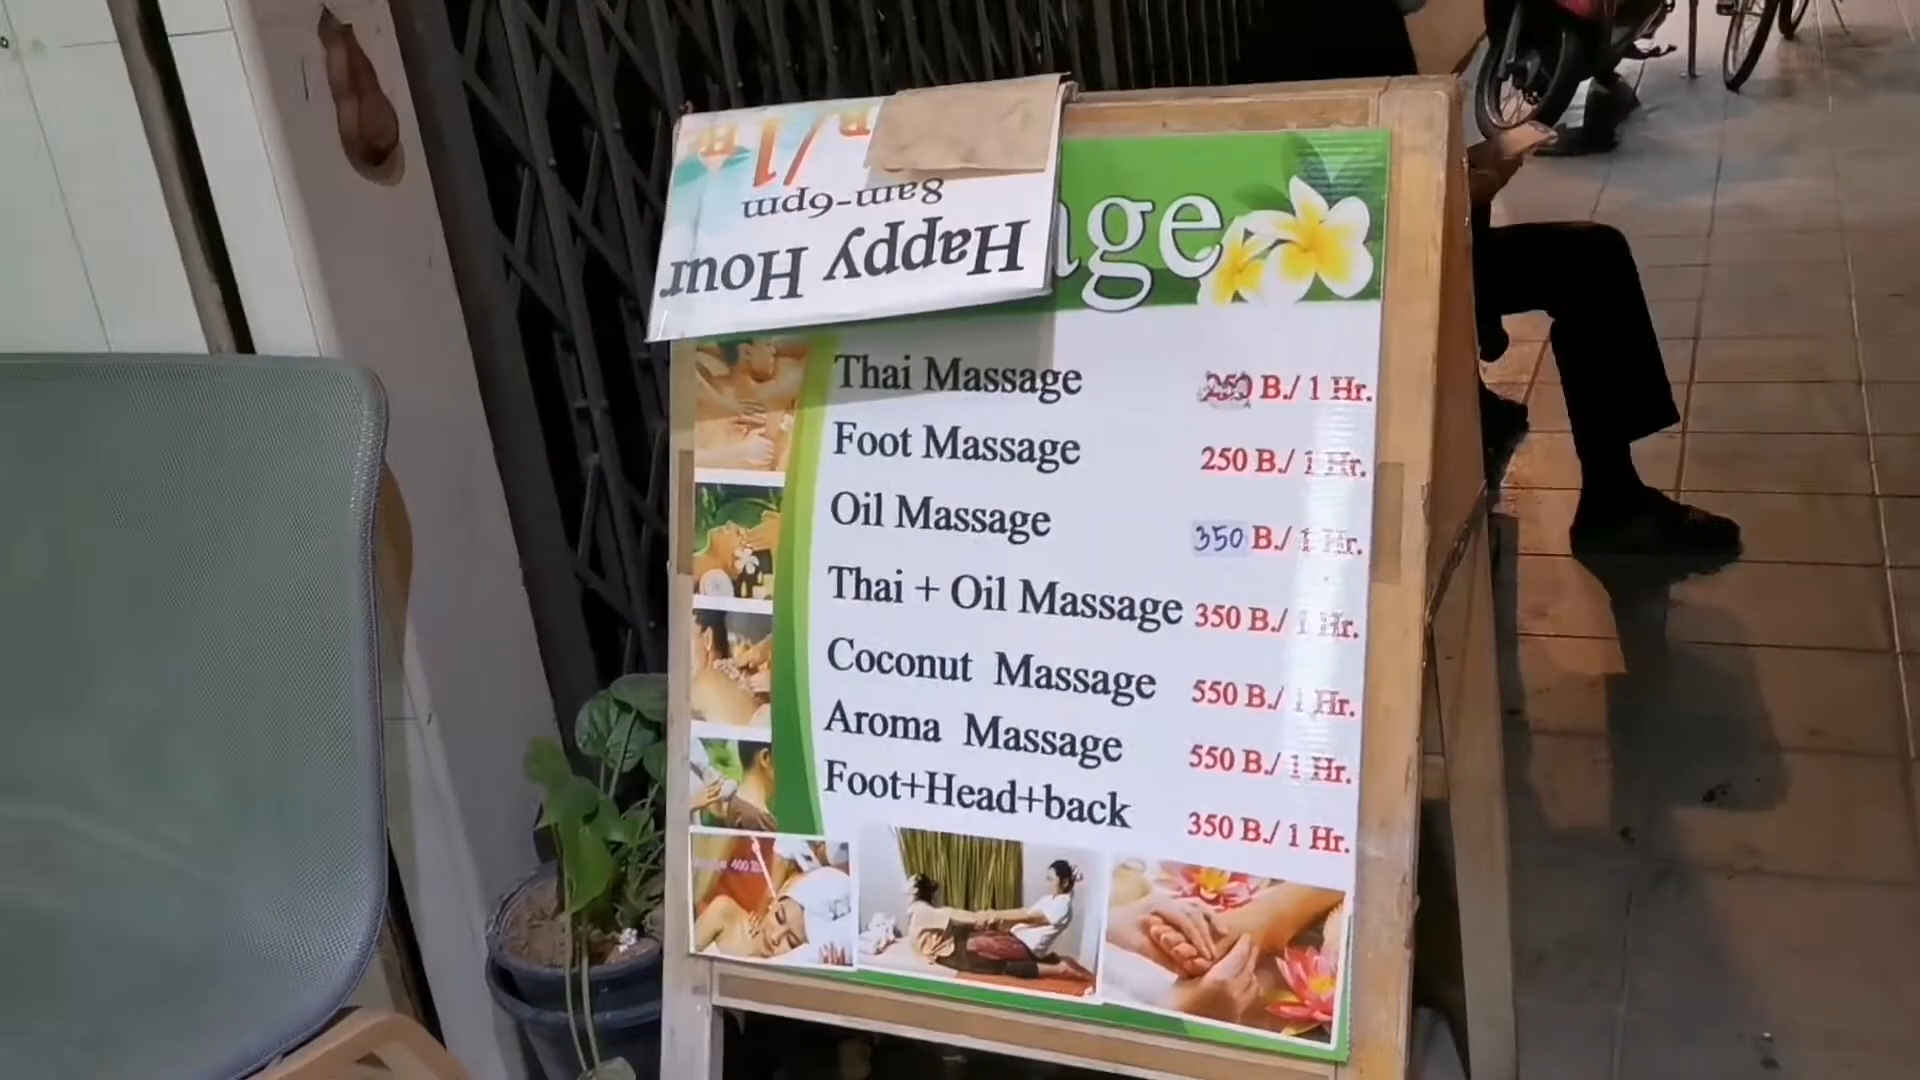 Happy Hour
8am-6pm
age
Thai Massage 250 B./ 1 Hr.
Foot Massage 250 B./ 1 Hr.
Oil Massage 350 B./ 1 Hr.
Thai + Oil Massage 350 B./ 1 Hr.
Coconut Massage 550 B./ 1 Hr.
Aroma Massage 550 B./ 1 Hr.
Foot+Head+back 350 B./ 1 Hr.